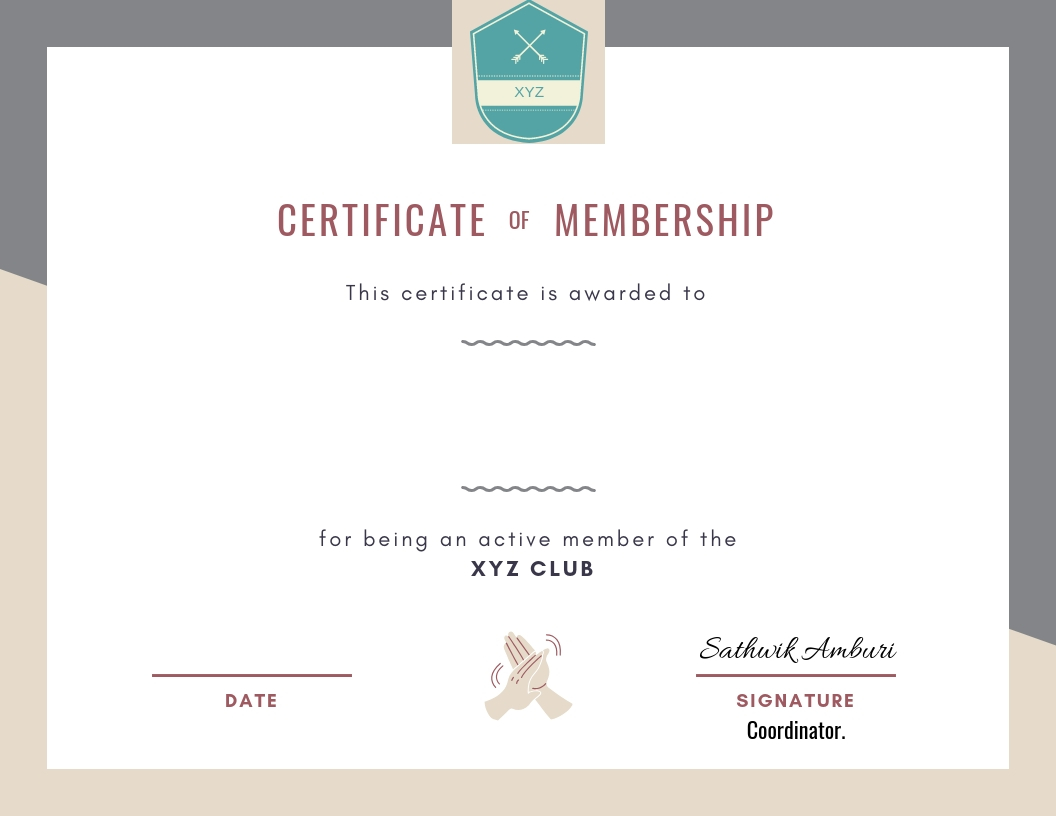 XYZ
CERTIFICATE OF MEMBERSHIP
This certificate is awarded to
for being an active member of the
XYZ CLUB
Sathwik Amburi
DATE
SIGNATURE
Coordinator.